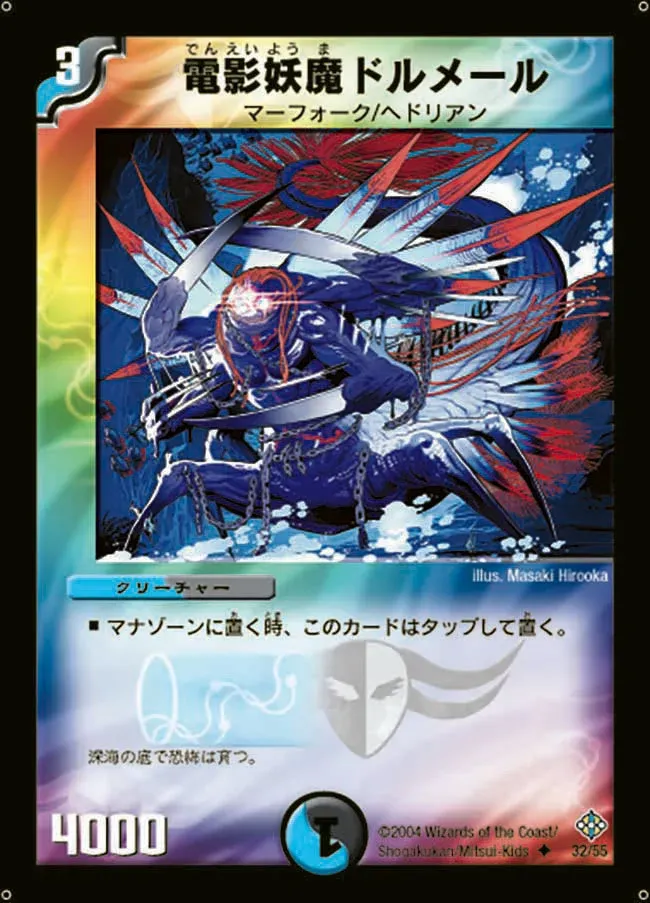 3
でんえいようま
電影妖魔ドルメール
マーフォーク/ヘドリアン
illus. Masaki Hirooka
クリーチャー
■ マナゾーンに置く時、このカードはタップして置く。
深海の底で恐怖は育つ。
4000
1
©2004 Wizards of the Coast/
Shogakukan/Mitsui-Kids ◆ 32/55